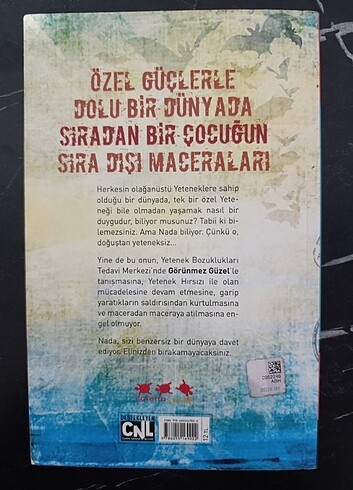 ÖZEL GÜÇLERLE
DOLU BİR DÜNYADA
SIRADAN BİR ÇOCUĞUN
SIRA DIŞI MACERALARI
Herkesin olağanüstü Yeteneklere sahip
olduğu bir dünyada, tek bir özel Yete-
neği bile olmadan yaşamak nasıl bir
duygudur, biliyor musunuz? Tabii ki bi-
lemezsiniz. Ama Nada biliyor. Çünkü o,
doğuştan yeteneksiz...
Yine de bu onun, Yetenek Bozuklukları
Tedavi Merkezi'nde Görünmez Güzel'le
tanışmasına, Yetenek Hırsızı ile olan
mücadelesine devam etmesine, garip
yaratıkların saldırısından kurtulmasına
ve maceradan maceraya atılmasına en-
gel olmuyor.
Nada, sizi benzersiz bir dünyaya davet
ediyor. Elinizden bırakamayacaksınız.
DESTEKLEYEN
CNL
12 TL